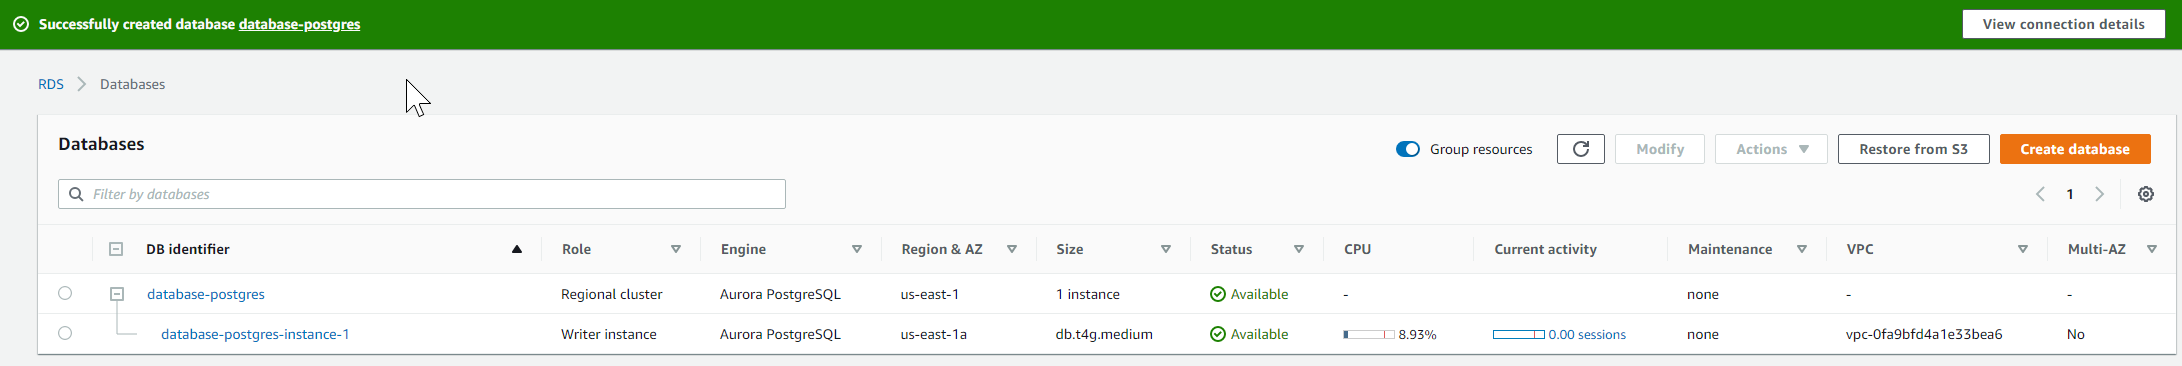 Successfully created database database-postgres
View connection details
RDS > Databases
Databases
Group resources
Modify
Actions
Restore from S3
Create database
Filter by databases
1
DB identifier Role Engine Region & AZ Size Status CPU Current activity Maintenance VPC Multi-AZ
database-postgres Regional cluster Aurora PostgreSQL us-east-1 1 instance Available - none - -
database-postgres-instance-1 Writer instance Aurora PostgreSQL us-east-1a db.t4g.medium Available 8.93% 0.00 sessions none vpc-0fa9bfd4a1e33bea6 No